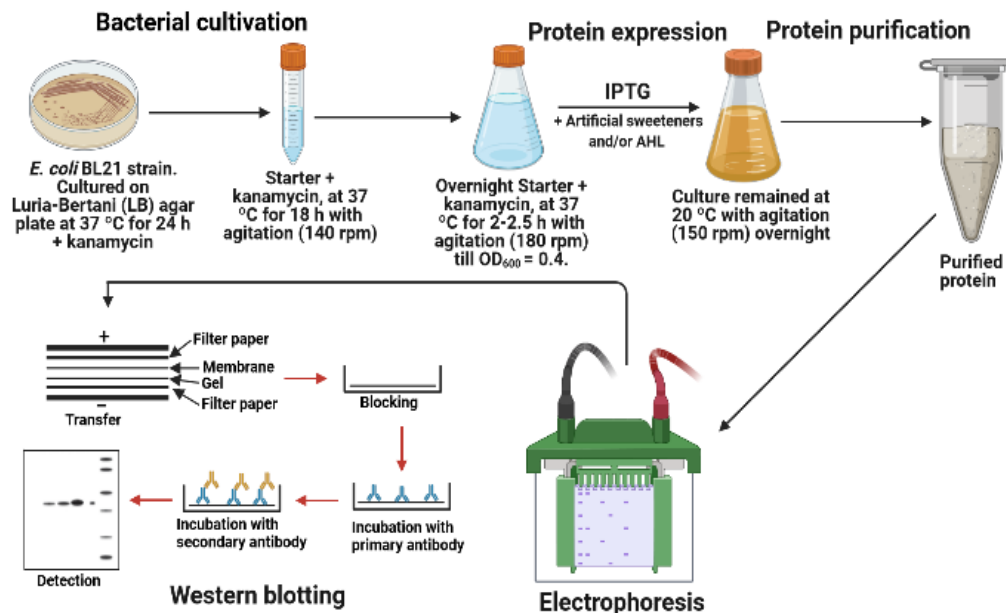 Bacterial cultivation
Protein expression
Protein purification
E. coli BL21 strain.
Cultured on
Luria-Bertani (LB) agar
plate at 37 °C for 24 h
+ kanamycin
Starter +
kanamycin, at 37
°C for 18 h with
agitation (140 rpm)
Overnight Starter +
kanamycin, at 37
°C for 2-2.5 h with
agitation (180 rpm)
till OD₆₀₀ = 0.4.
IPTG
+ Artificial sweeteners
and/or AHL
Culture remained at
20 °C with agitation
(150 rpm) overnight
Purified
protein
+
Filter paper
Membrane
Gel
Filter paper
−
Transfer
Blocking
Incubation with
primary antibody
Incubation with
secondary antibody
Detection
Western blotting
Electrophoresis